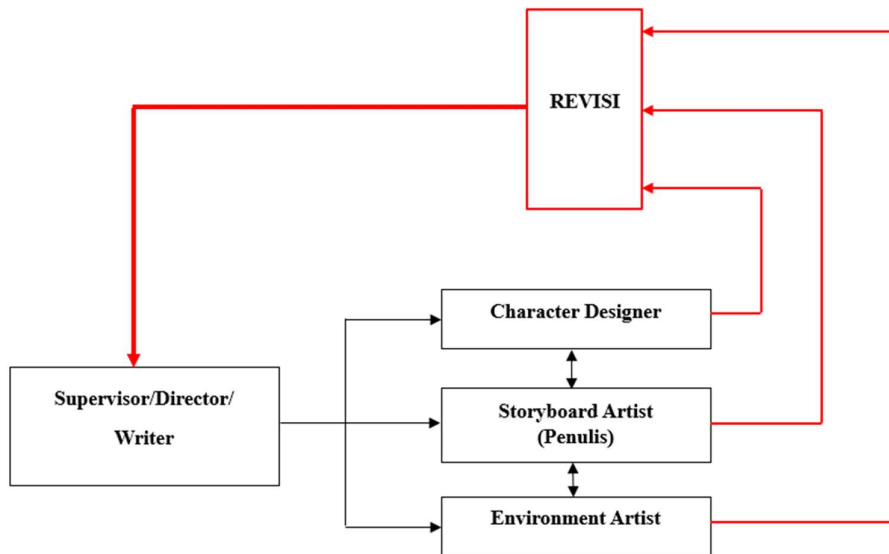 REVISI
Character Designer
Supervisor/Director/
Writer
Storyboard Artist
(Penulis)
Environment Artist